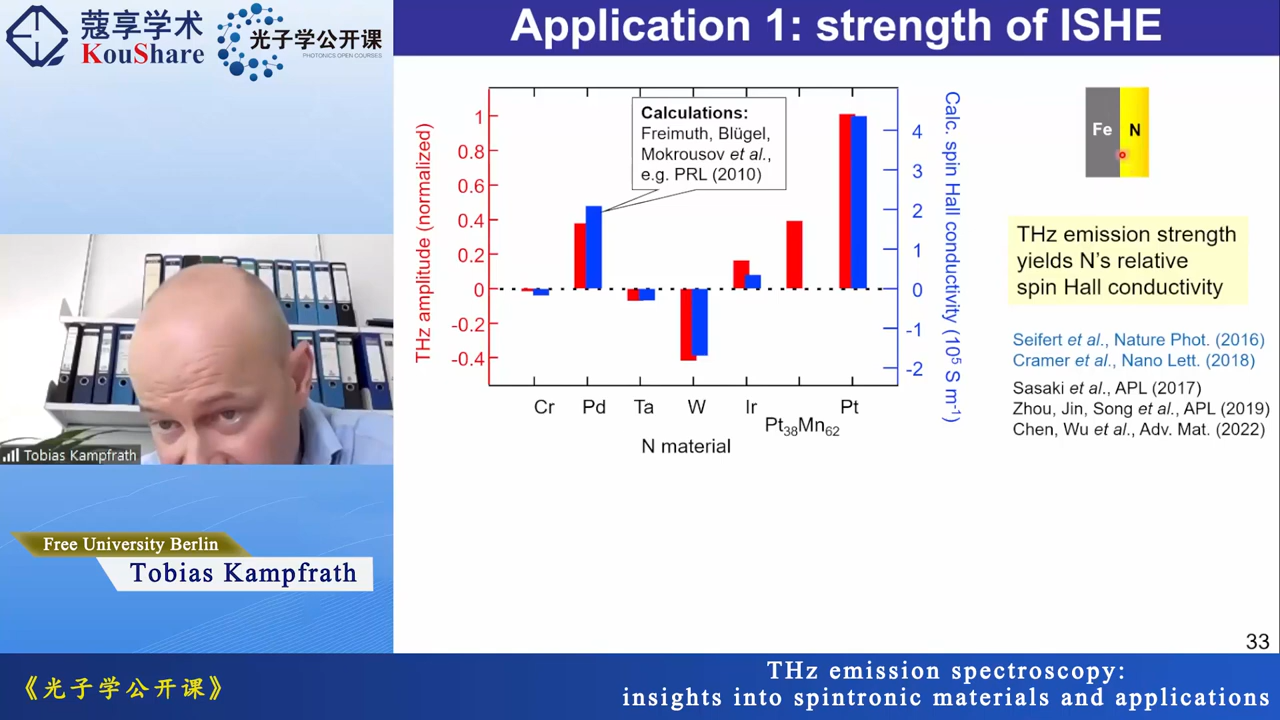 蔻享学术
KouShare
光子学公开课
PHOTONICS OPEN COURSES
Application 1: strength of ISHE
THz amplitude (normalized)
1
0.8
0.6
0.4
0.2
0
-0.2
-0.4
Calculations:
Freimuth, Blügel,
Mokrousov et al.,
e.g. PRL (2010)
4
3
2
1
0
-1
-2
Calc. spin Hall conductivity (10⁵ S m⁻¹)
Cr Pd Ta W Ir Pt₃₈Mn₆₂ Pt
N material
Fe N
THz emission strength
yields N's relative
spin Hall conductivity
Seifert et al., Nature Phot. (2016)
Cramer et al., Nano Lett. (2018)
Sasaki et al., APL (2017)
Zhou, Jin, Song et al., APL (2019)
Chen, Wu et al., Adv. Mat. (2022)
33
Tobias Kampfrath
Free University Berlin
Tobias Kampfrath
《光子学公开课》
THz emission spectroscopy:
insights into spintronic materials and applications